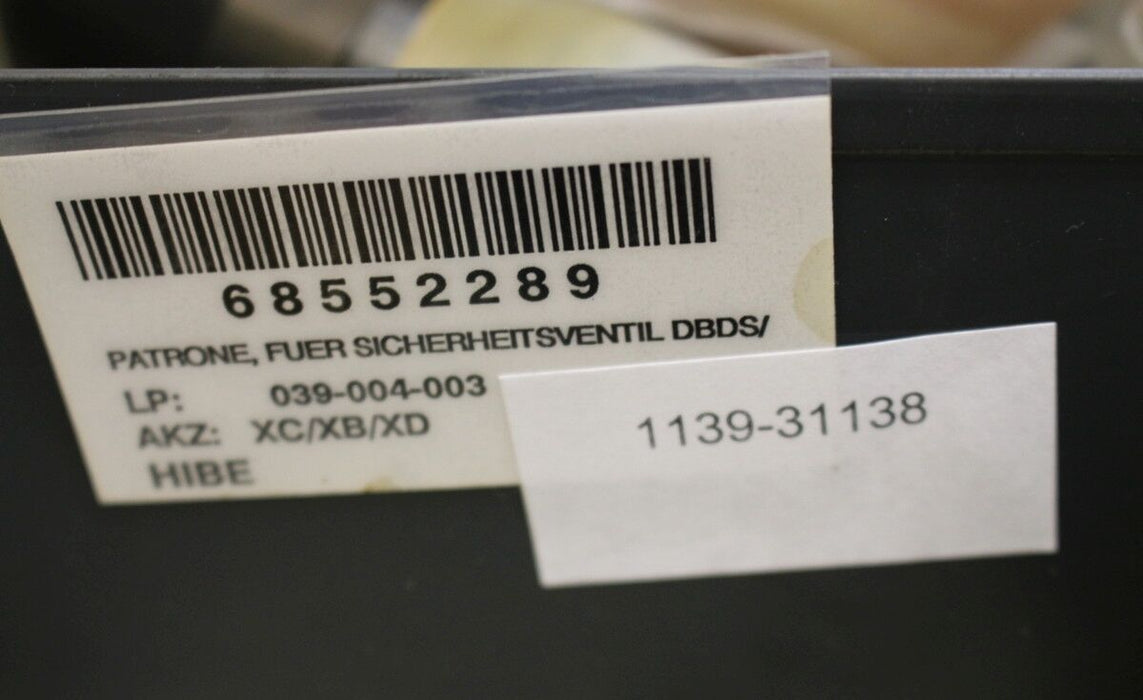 68552289
PATRONE, FUER SICHERHEITSVENTIL DBDS/
LP: 039-004-003
AKZ: XC/XB/XD
HIBE
1139-31138